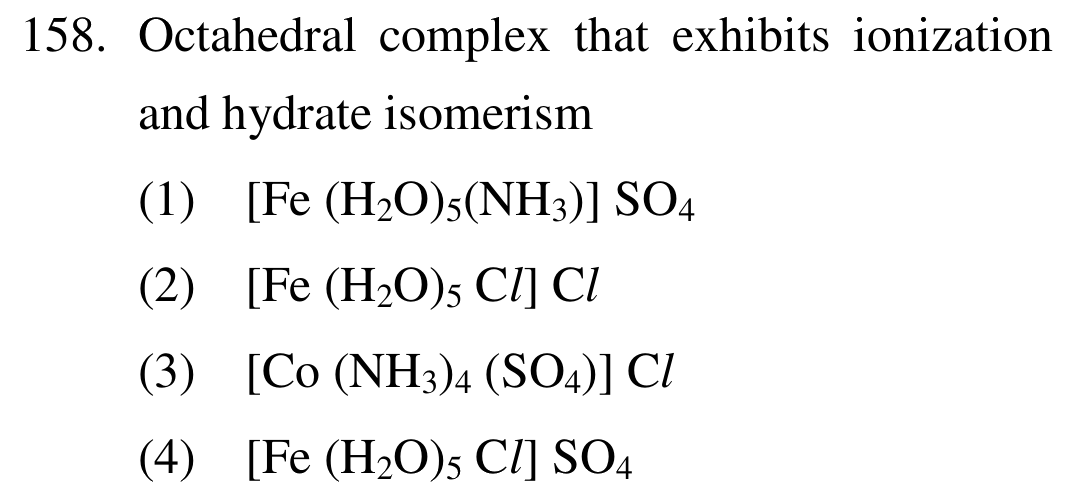 158. Octahedral complex that exhibits ionization
and hydrate isomerism
(1) [Fe (H₂O)₅(NH₃)] SO₄
(2) [Fe (H₂O)₅ Cl] Cl
(3) [Co (NH₃)₄ (SO₄)] Cl
(4) [Fe (H₂O)₅ Cl] SO₄